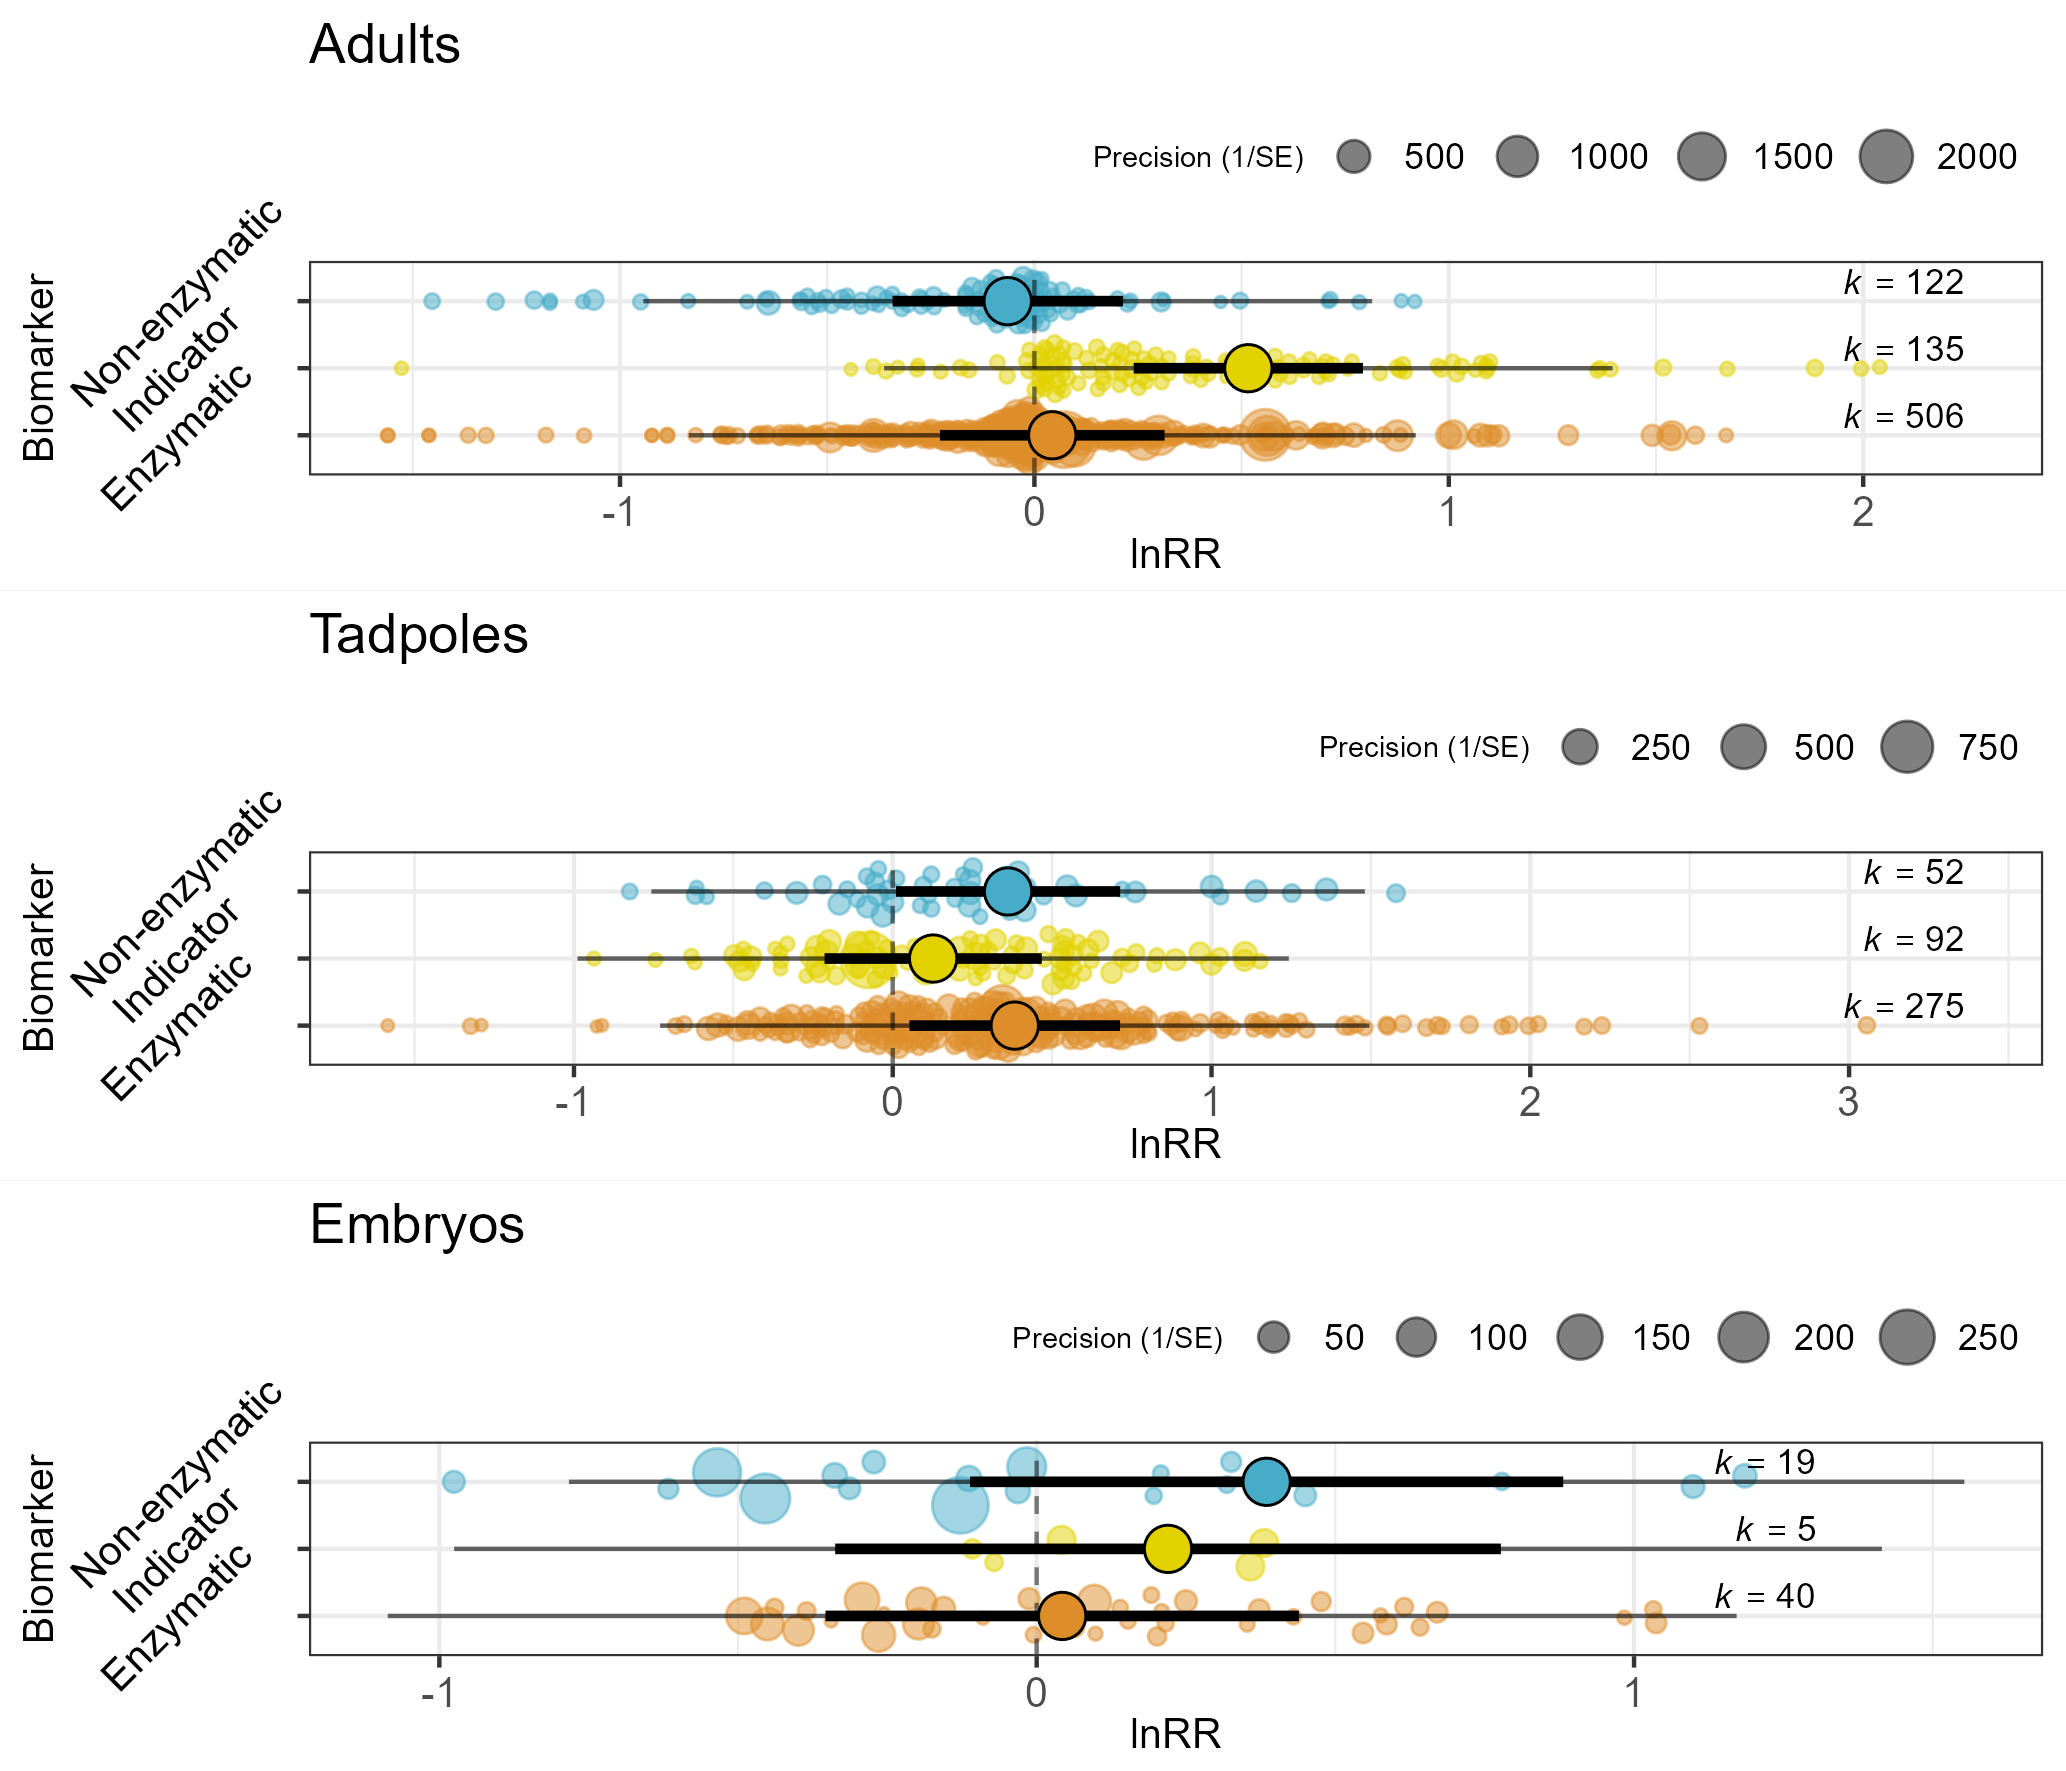 Adults
Precision (1/SE) 500 1000 1500 2000
Biomarker
Non-enzymatic
Indicator
Enzymatic
k = 122
k = 135
k = 506
-1 0 1 2
lnRR
Tadpoles
Precision (1/SE) 250 500 750
Biomarker
Non-enzymatic
Indicator
Enzymatic
k = 52
k = 92
k = 275
-1 0 1 2 3
lnRR
Embryos
Precision (1/SE) 50 100 150 200 250
Biomarker
Non-enzymatic
Indicator
Enzymatic
k = 19
k = 5
k = 40
-1 0 1
lnRR